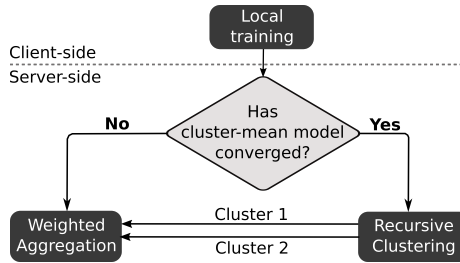 Local
training
Client-side
Server-side
Has
cluster-mean model
converged?
No
Yes
Weighted
Aggregation
Cluster 1
Cluster 2
Recursive
Clustering